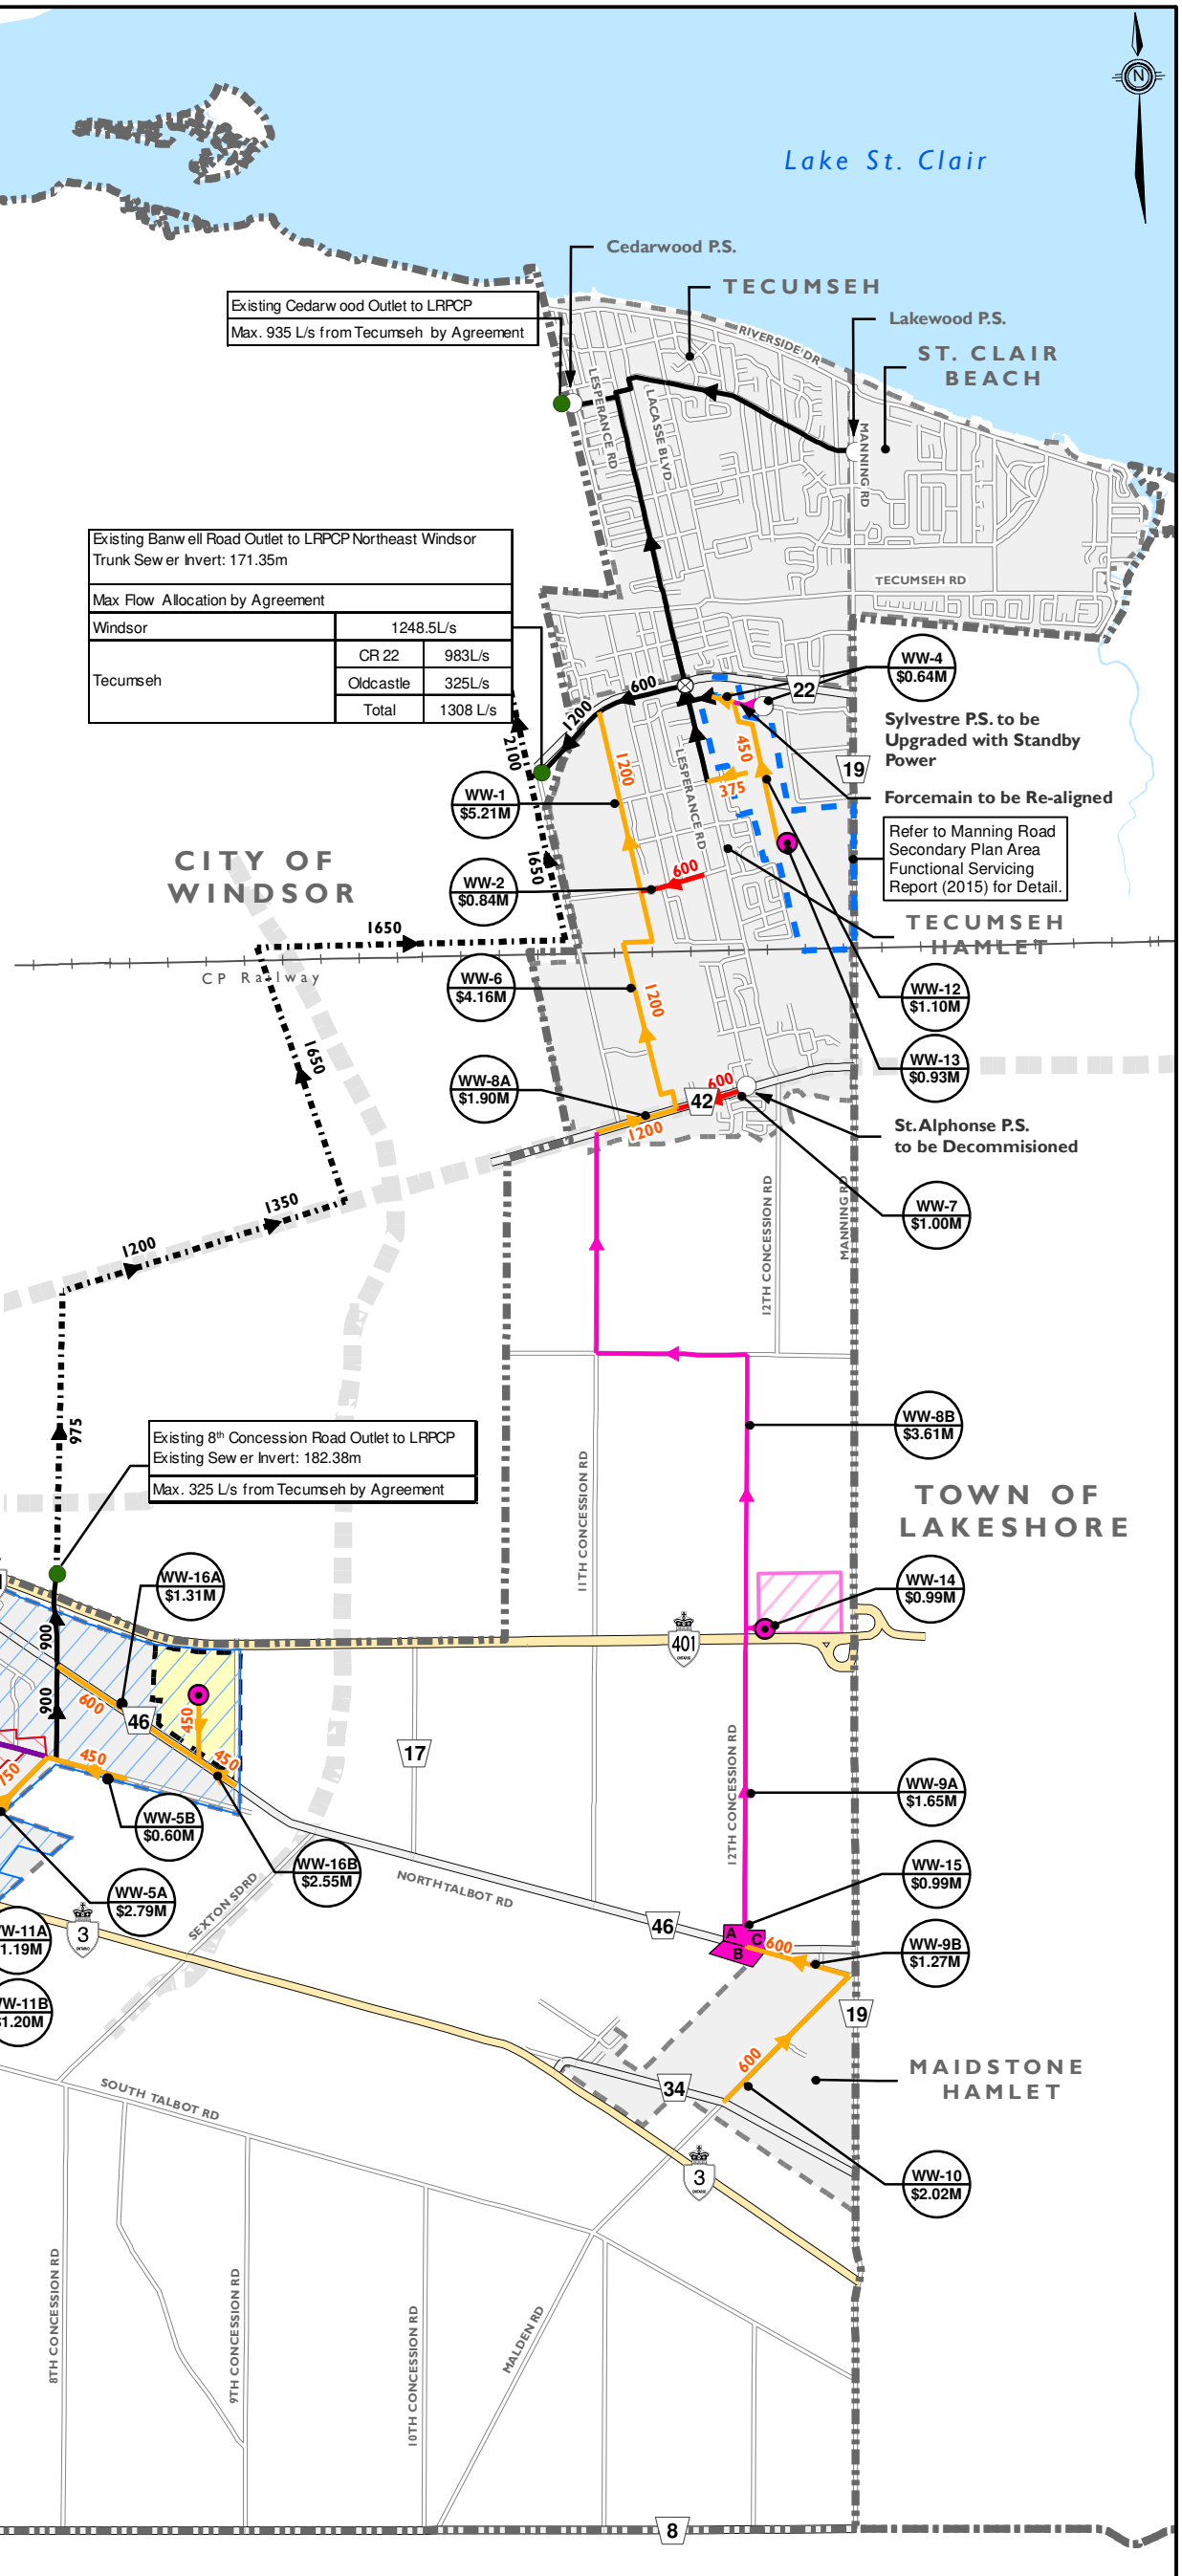 N
Lake St. Clair
Cedarwood P.S.
TECUMSEH
Existing Cedarwood Outlet to LRPCP
Max. 935 L/s from Tecumseh by Agreement
Lakewood P.S.
RIVERSIDE DR
ST. CLAIR
BEACH
LESPERANCE RD
LACASSE BLVD
MANNING RD
Existing Banwell Road Outlet to LRPCP Northeast Windsor
Trunk Sewer Invert: 171.35m
Max Flow Allocation by Agreement
Windsor 1248.5L/s
Tecumseh
CR 22 983L/s
Oldcastle 325L/s
Total 1308 L/s
TECUMSEH RD
WW-4
$0.64M
600
22
1200
Sylvestre P.S. to be
Upgraded with Standby
Power
2100
450
1200
LESPERANCE RD
375
19
Forcemain to be Re-aligned
WW-1
$5.21M
Refer to Manning Road
Secondary Plan Area
Functional Servicing
Report (2015) for Detail.
CITY OF
WINDSOR
1650
600
WW-2
$0.84M
TECUMSEH
HAMLET
1650
CP Railway
WW-6
$4.16M
1200
WW-12
$1.10M
WW-13
$0.93M
1650
WW-8A
$1.90M
600
42
1200
St. Alphonse P.S.
to be Decommisioned
12TH CONCESSION RD
MANNING RD
WW-7
$1.00M
1350
1200
975
WW-8B
$3.61M
Existing 8th Concession Road Outlet to LRPCP
Existing Sewer Invert: 182.38m
Max. 325 L/s from Tecumseh by Agreement
11TH CONCESSION RD
TOWN OF
LAKESHORE
WW-16A
$1.31M
WW-14
$0.99M
401
ONTARIO
900
900
600
46
450
450
450
750
17
12TH CONCESSION RD
WW-9A
$1.65M
WW-5B
$0.60M
WW-16B
$2.55M
WW-5A
$2.79M
NORTH TALBOT RD
SEXTON SDRD
WW-15
$0.99M
46
A
C
B
600
WW-9B
$1.27M
WW-11A
1.19M
3
ONTARIO
WW-11B
$1.20M
19
600
34
MAIDSTONE
HAMLET
SOUTH TALBOT RD
3
ONTARIO
WW-10
$2.02M
8TH CONCESSION RD
9TH CONCESSION RD
10TH CONCESSION RD
MALDEN RD
8